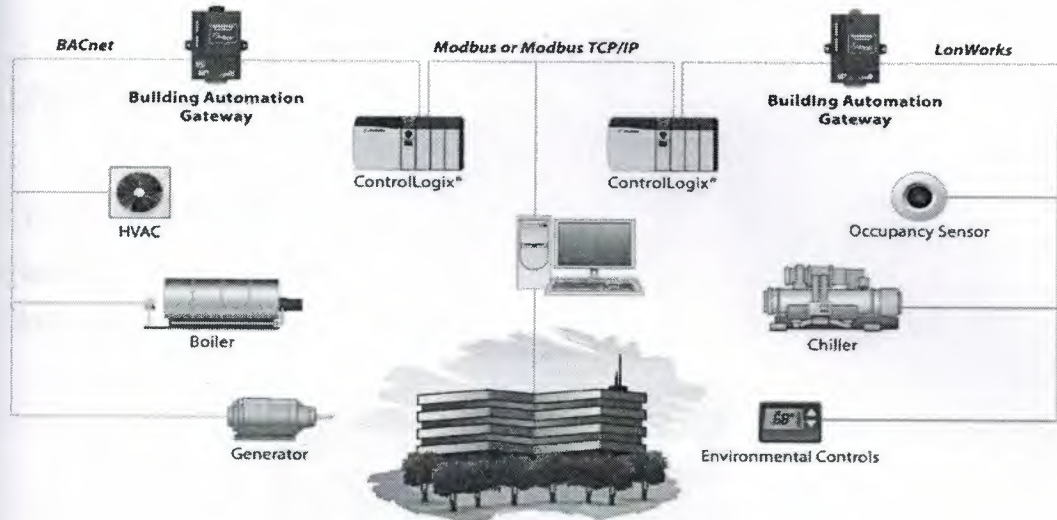 BACnet
Modbus or Modbus TCP/IP
LonWorks
Building Automation
Gateway
Building Automation
Gateway
ControlLogix®
ControlLogix®
HVAC
Occupancy Sensor
Boiler
Chiller
68°
Generator
Environmental Controls